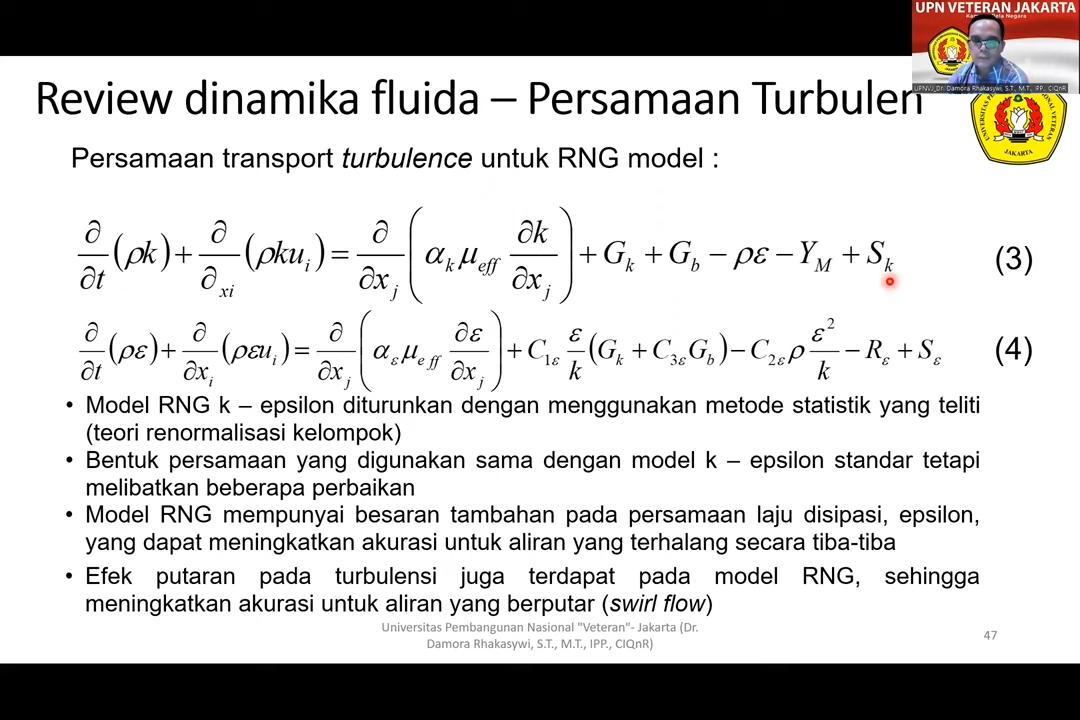 UPN VETERAN JAKARTA
UPNVJ_Dr. Damora Rhakasywi, S.T., M.T., IPP., CIQnR
JAKARTA
Review dinamika fluida – Persamaan Turbulen
Persamaan transport turbulence untuk RNG model :
∂/∂t (ρk) + ∂/∂xi (ρku_i) = ∂/∂x_j (α_k μ_eff ∂k/∂x_j) + G_k + G_b − ρε − Y_M + S_k (3)
∂/∂t (ρε) + ∂/∂x_i (ρεu_i) = ∂/∂x_j (α_ε μ_eff ∂ε/∂x_j) + C_1ε ε/k (G_k + C_3ε G_b) − C_2ε ρ ε²/k − R_ε + S_ε (4)
• Model RNG k – epsilon diturunkan dengan menggunakan metode statistik yang teliti
(teori renormalisasi kelompok)
• Bentuk persamaan yang digunakan sama dengan model k – epsilon standar tetapi
melibatkan beberapa perbaikan
• Model RNG mempunyai besaran tambahan pada persamaan laju disipasi, epsilon,
yang dapat meningkatkan akurasi untuk aliran yang terhalang secara tiba-tiba
• Efek putaran pada turbulensi juga terdapat pada model RNG, sehingga
meningkatkan akurasi untuk aliran yang berputar (swirl flow)
Universitas Pembangunan Nasional "Veteran"- Jakarta (Dr.
Damora Rhakasywi, S.T., M.T., IPP., CIQnR)
47